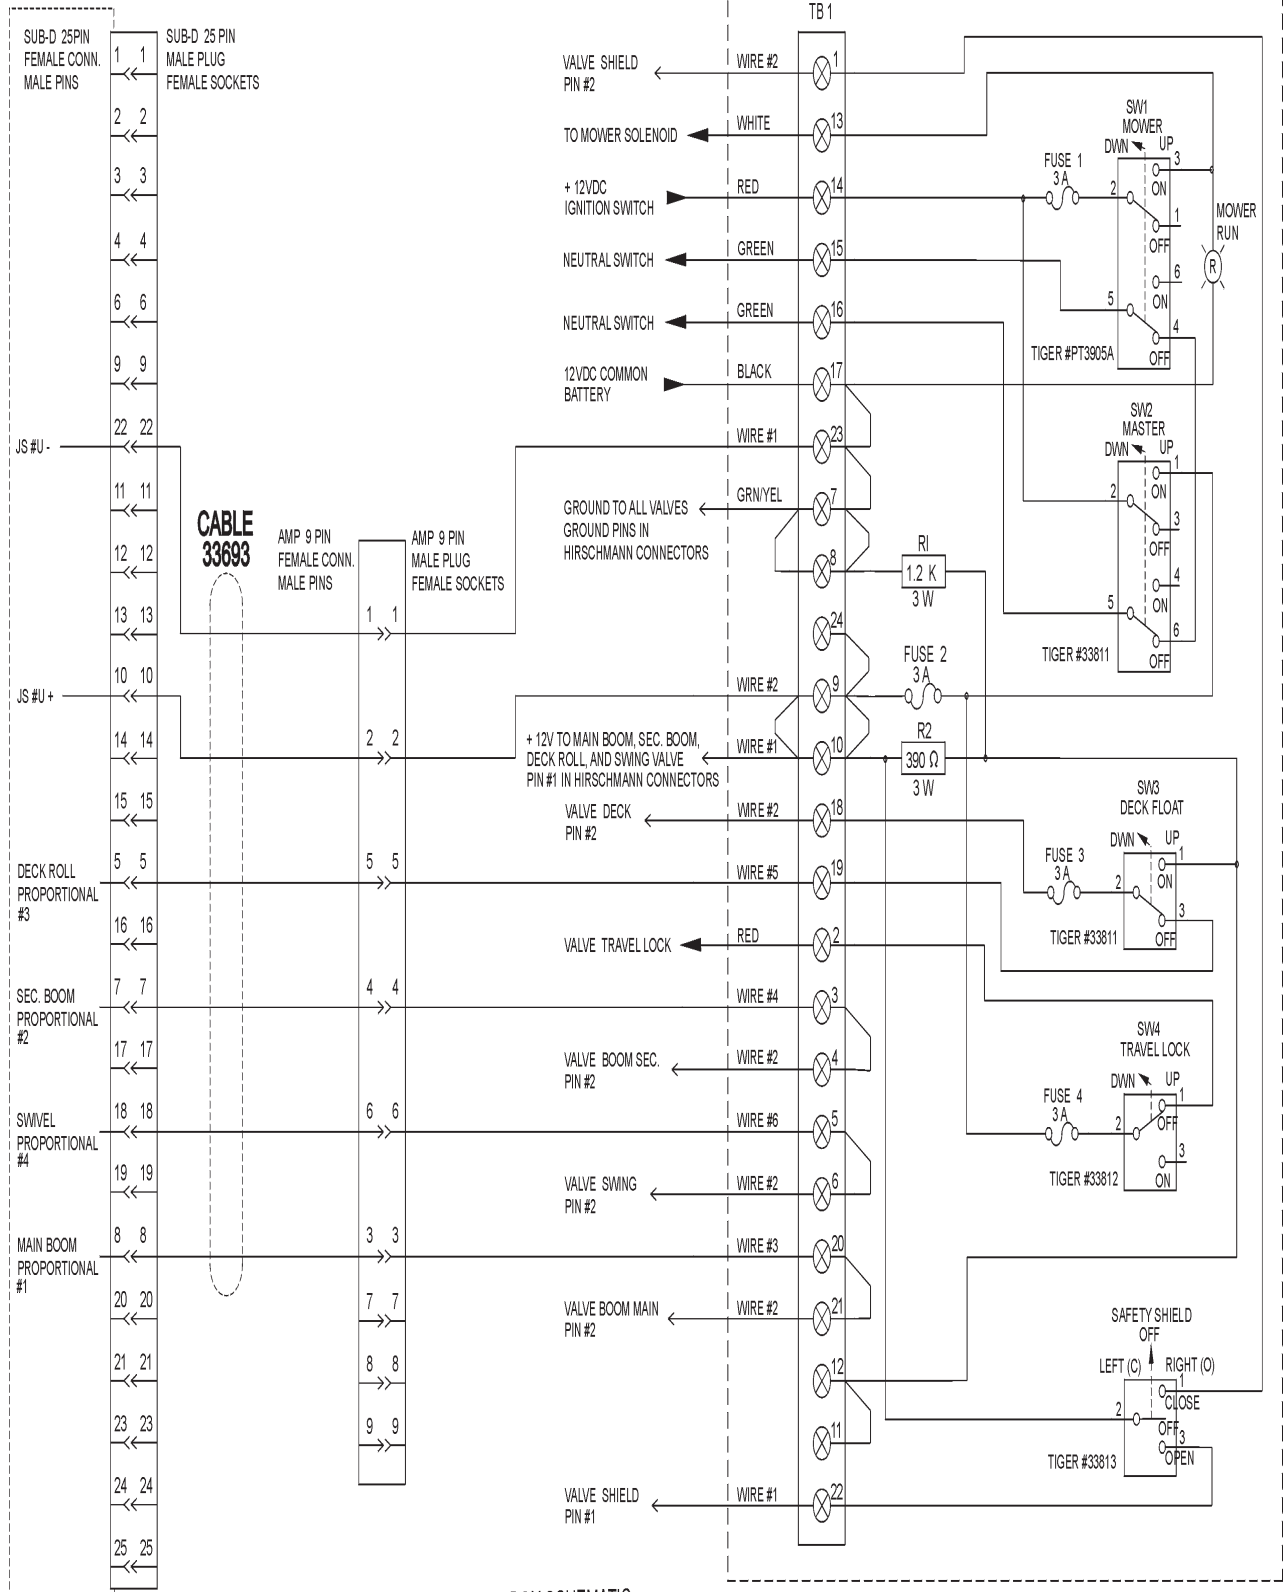 SUB-D 25PIN
FEMALE CONN.
MALE PINS
SUB-D 25 PIN
MALE PLUG
FEMALE SOCKETS
1 1
2 2
3 3
4 4
6 6
9 9
22 22
11 11
12 12
13 13
10 10
14 14
15 15
5 5
16 16
7 7
17 17
18 18
19 19
8 8
20 20
21 21
23 23
24 24
25 25
JS #U -
JS #U +
DECK ROLL
PROPORTIONAL
#3
SEC. BOOM
PROPORTIONAL
#2
SWIVEL
PROPORTIONAL
#4
MAIN BOOM
PROPORTIONAL
#1
CABLE
33693
AMP 9 PIN
FEMALE CONN.
MALE PINS
AMP 9 PIN
MALE PLUG
FEMALE SOCKETS
1 1
2 2
5 5
4 4
6 6
3 3
7 7
8 8
9 9
TB 1
VALVE SHIELD
PIN #2
WIRE #2
1
TO MOWER SOLENOID
WHITE
13
+ 12VDC
IGNITION SWITCH
RED
14
NEUTRAL SWITCH
GREEN
15
NEUTRAL SWITCH
GREEN
16
12VDC COMMON
BATTERY
BLACK
17
WIRE #1
23
GROUND TO ALL VALVES
GROUND PINS IN
HIRSCHMANN CONNECTORS
GRN/YEL
7
8
24
WIRE #2
9
+ 12V TO MAIN BOOM, SEC. BOOM,
DECK ROLL, AND SWING VALVE
PIN #1 IN HIRSCHMANN CONNECTORS
WIRE #1
10
VALVE DECK
PIN #2
WIRE #2
18
WIRE #5
19
VALVE TRAVEL LOCK
RED
2
WIRE #4
3
VALVE BOOM SEC.
PIN #2
WIRE #2
4
WIRE #6
5
VALVE SWING
PIN #2
WIRE #2
6
WIRE #3
20
VALVE BOOM MAIN
PIN #2
WIRE #2
21
12
11
VALVE SHIELD
PIN #1
WIRE #1
22
SW1
MOWER
DWN UP
FUSE 1
3 A
2
3
ON
1
OFF
6
ON
5
4
OFF
TIGER #PT3905A
MOWER
RUN
R
SW2
MASTER
DWN UP
1
2
ON
3
OFF
4
ON
5
6
OFF
TIGER #33811
R1
1.2 K
3 W
FUSE 2
3 A
R2
390 Ω
3 W
SW3
DECK FLOAT
DWN UP
FUSE 3
3 A
1
2
ON
3
OFF
TIGER #33811
SW4
TRAVEL LOCK
DWN UP
FUSE 4
3 A
1
2
OFF
3
ON
TIGER #33812
SAFETY SHIELD
OFF
LEFT (C) RIGHT (O)
1
CLOSE
2
OFF
3
OPEN
TIGER #33813